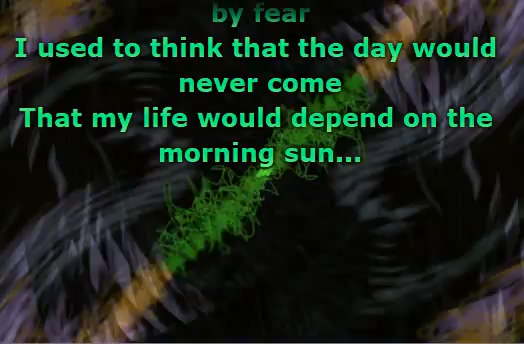 by fear
I used to think that the day would
never come
That my life would depend on the
morning sun...